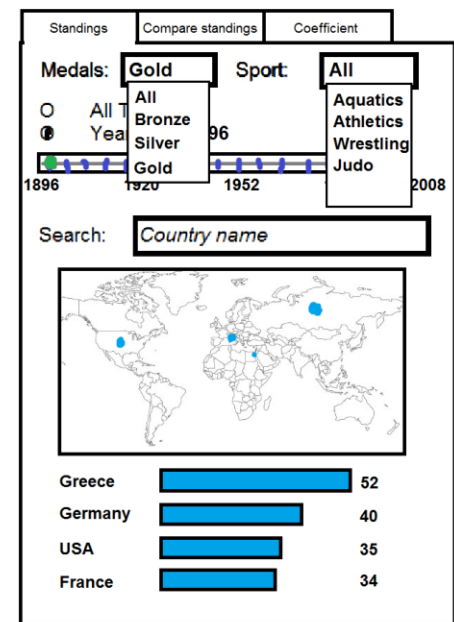 Standings Compare standings Coefficient
Medals: Gold Sport: All
All
Bronze
Silver
Gold
Aquatics
Athletics
Wrestling
Judo
All
Yea 96
1896 1920 1952 2008
Search: Country name
Greece 52
Germany 40
USA 35
France 34